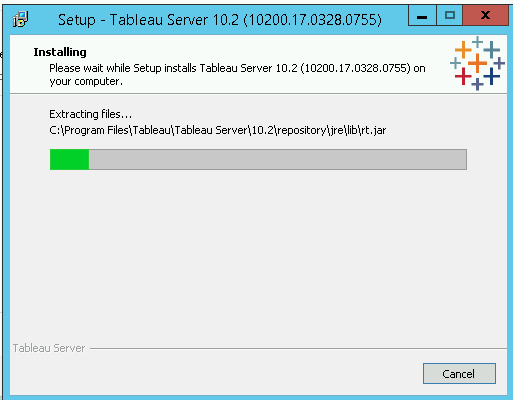 Setup - Tableau Server 10.2 (10200.17.0328.0755)
Installing
Please wait while Setup installs Tableau Server 10.2 (10200.17.0328.0755) on
your computer.
Extracting files...
C:\Program Files\Tableau\Tableau Server\10.2\repository\jre\lib\rt.jar
Tableau Server
Cancel